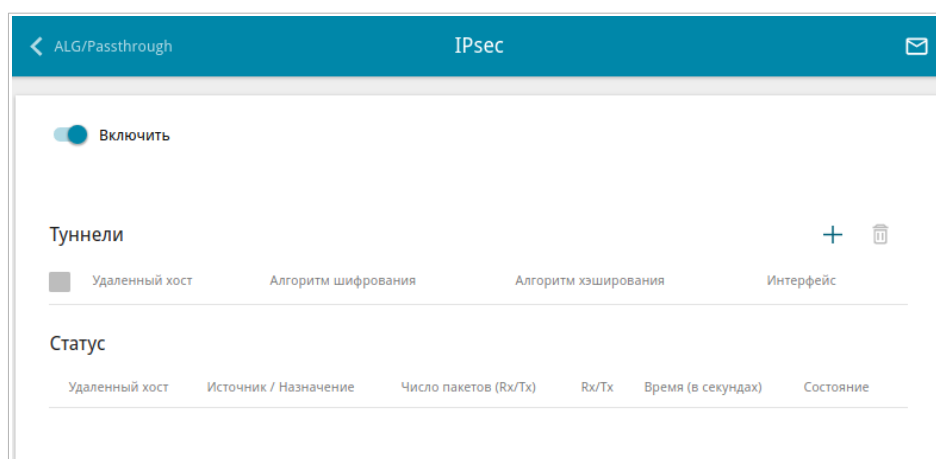 ALG/Passthrough
IPsec
Включить
Туннели
Удаленный хост Алгоритм шифрования Алгоритм хэширования Интерфейс
Статус
Удаленный хост Источник / Назначение Число пакетов (Rx/Tx) Rx/Tx Время (в секундах) Состояние